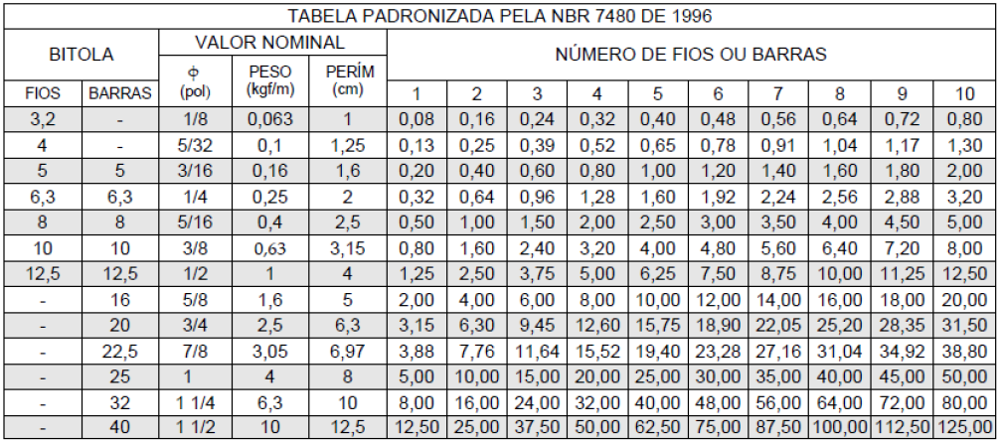 TABELA PADRONIZADA PELA NBR 7480 DE 1996
BITOLA VALOR NOMINAL NÚMERO DE FIOS OU BARRAS
FIOS BARRAS ϕ (pol) PESO (kgf/m) PERÍM (cm) 1 2 3 4 5 6 7 8 9 10
3,2 - 1/8 0,063 1 0,08 0,16 0,24 0,32 0,40 0,48 0,56 0,64 0,72 0,80
4 - 5/32 0,1 1,25 0,13 0,25 0,39 0,52 0,65 0,78 0,91 1,04 1,17 1,30
5 5 3/16 0,16 1,6 0,20 0,40 0,60 0,80 1,00 1,20 1,40 1,60 1,80 2,00
6,3 6,3 1/4 0,25 2 0,32 0,64 0,96 1,28 1,60 1,92 2,24 2,56 2,88 3,20
8 8 5/16 0,4 2,5 0,50 1,00 1,50 2,00 2,50 3,00 3,50 4,00 4,50 5,00
10 10 3/8 0,63 3,15 0,80 1,60 2,40 3,20 4,00 4,80 5,60 6,40 7,20 8,00
12,5 12,5 1/2 1 4 1,25 2,50 3,75 5,00 6,25 7,50 8,75 10,00 11,25 12,50
- 16 5/8 1,6 5 2,00 4,00 6,00 8,00 10,00 12,00 14,00 16,00 18,00 20,00
- 20 3/4 2,5 6,3 3,15 6,30 9,45 12,60 15,75 18,90 22,05 25,20 28,35 31,50
- 22,5 7/8 3,05 6,97 3,88 7,76 11,64 15,52 19,40 23,28 27,16 31,04 34,92 38,80
- 25 1 4 8 5,00 10,00 15,00 20,00 25,00 30,00 35,00 40,00 45,00 50,00
- 32 1 1/4 6,3 10 8,00 16,00 24,00 32,00 40,00 48,00 56,00 64,00 72,00 80,00
- 40 1 1/2 10 12,5 12,50 25,00 37,50 50,00 62,50 75,00 87,50 100,00 112,50 125,00